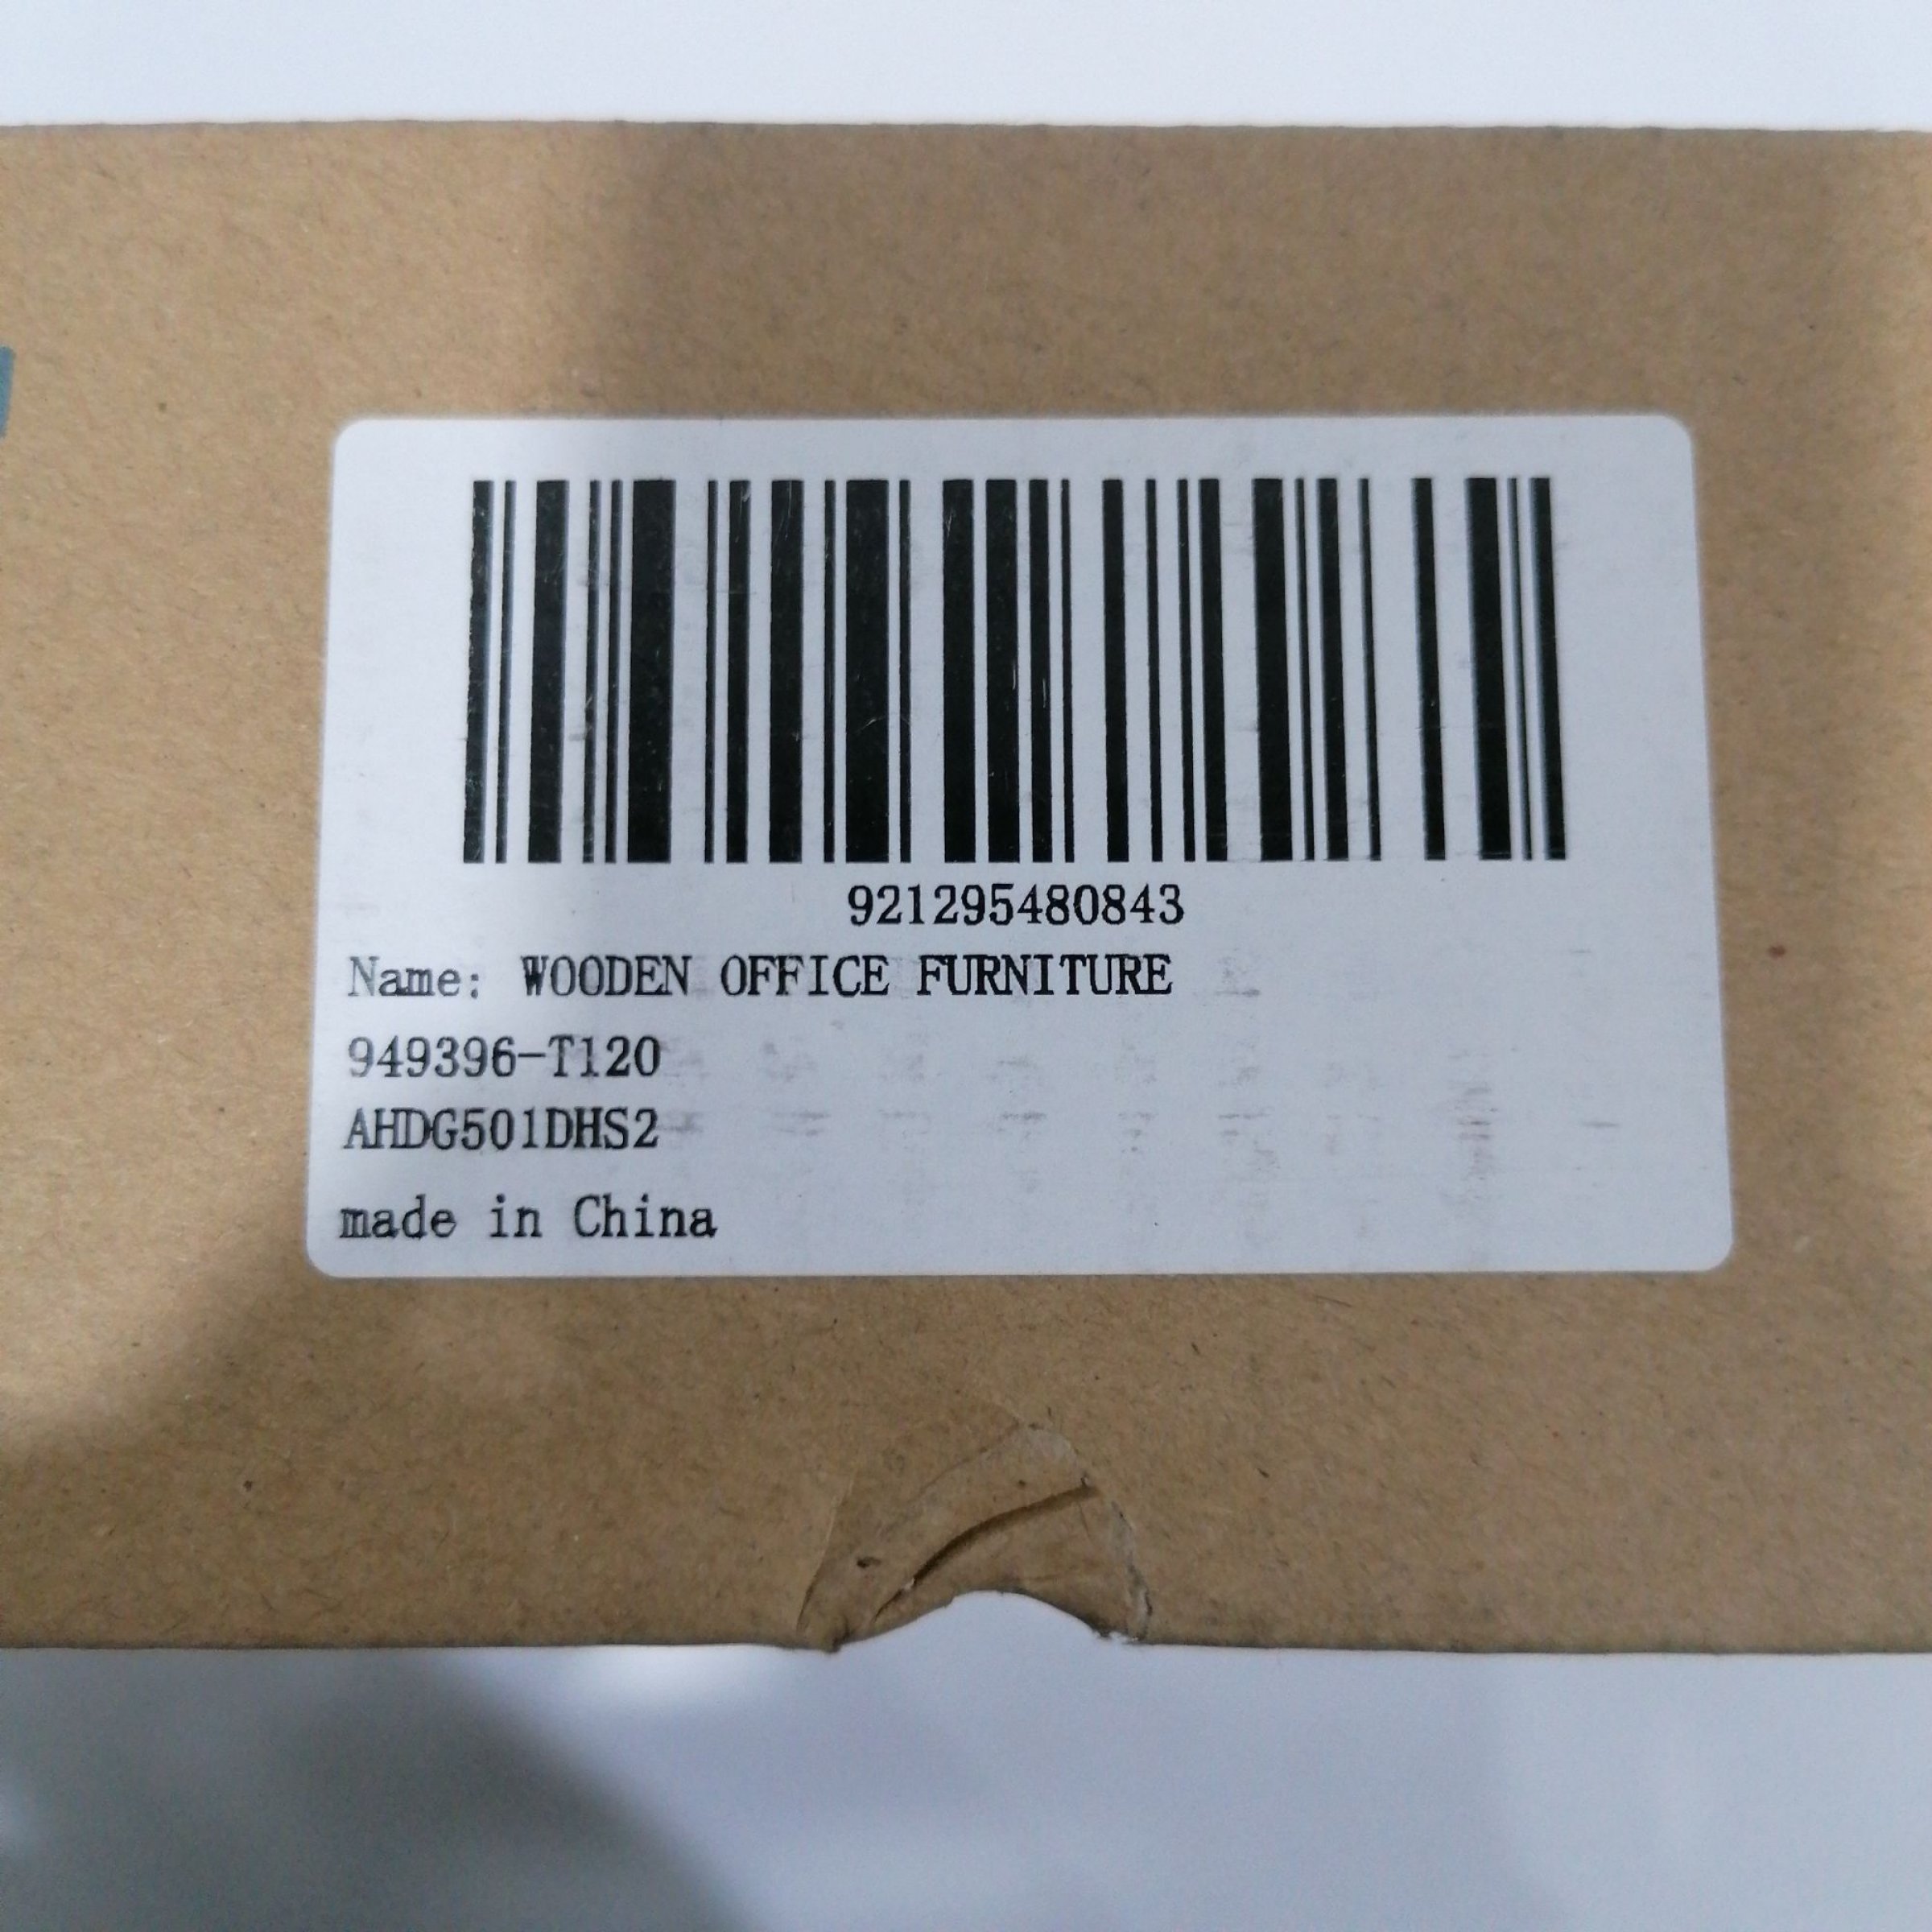 921295480843
Name: WOODEN OFFICE FURNITURE
949396-T120
AHDG501DHS2
made in China